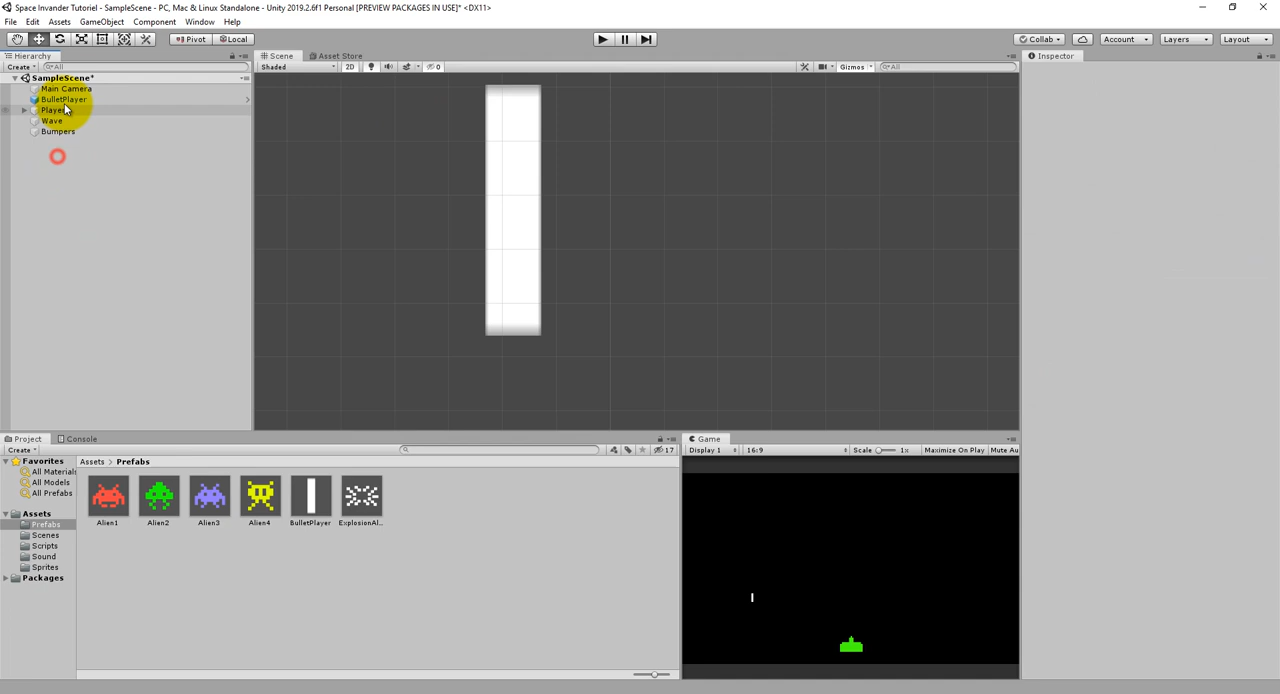 Space Invander Tutoriel - SampleScene - PC, Mac & Linux Standalone - Unity 2019.2.6f1 Personal [PREVIEW PACKAGES IN USE]* <DX11>
File Edit Assets GameObject Component Window Help
Pivot Local Collab Account Layers Layout
Hierarchy Scene Asset Store Inspector
Create All Shaded 2D 0 Gizmos All
SampleScene*
Main Camera
BulletPlayer
Player
Wave
Bumpers
Project Console Game
Create 17 Display 1 16:9 Scale 1x Maximize On Play Mute Au
Favorites Assets > Prefabs
All Materials
All Models
All Prefabs
Assets
Prefabs
Scenes
Scripts
Sound
Sprites
Packages
Alien1 Alien2 Alien3 Alien4 BulletPlayer ExplosionAl...